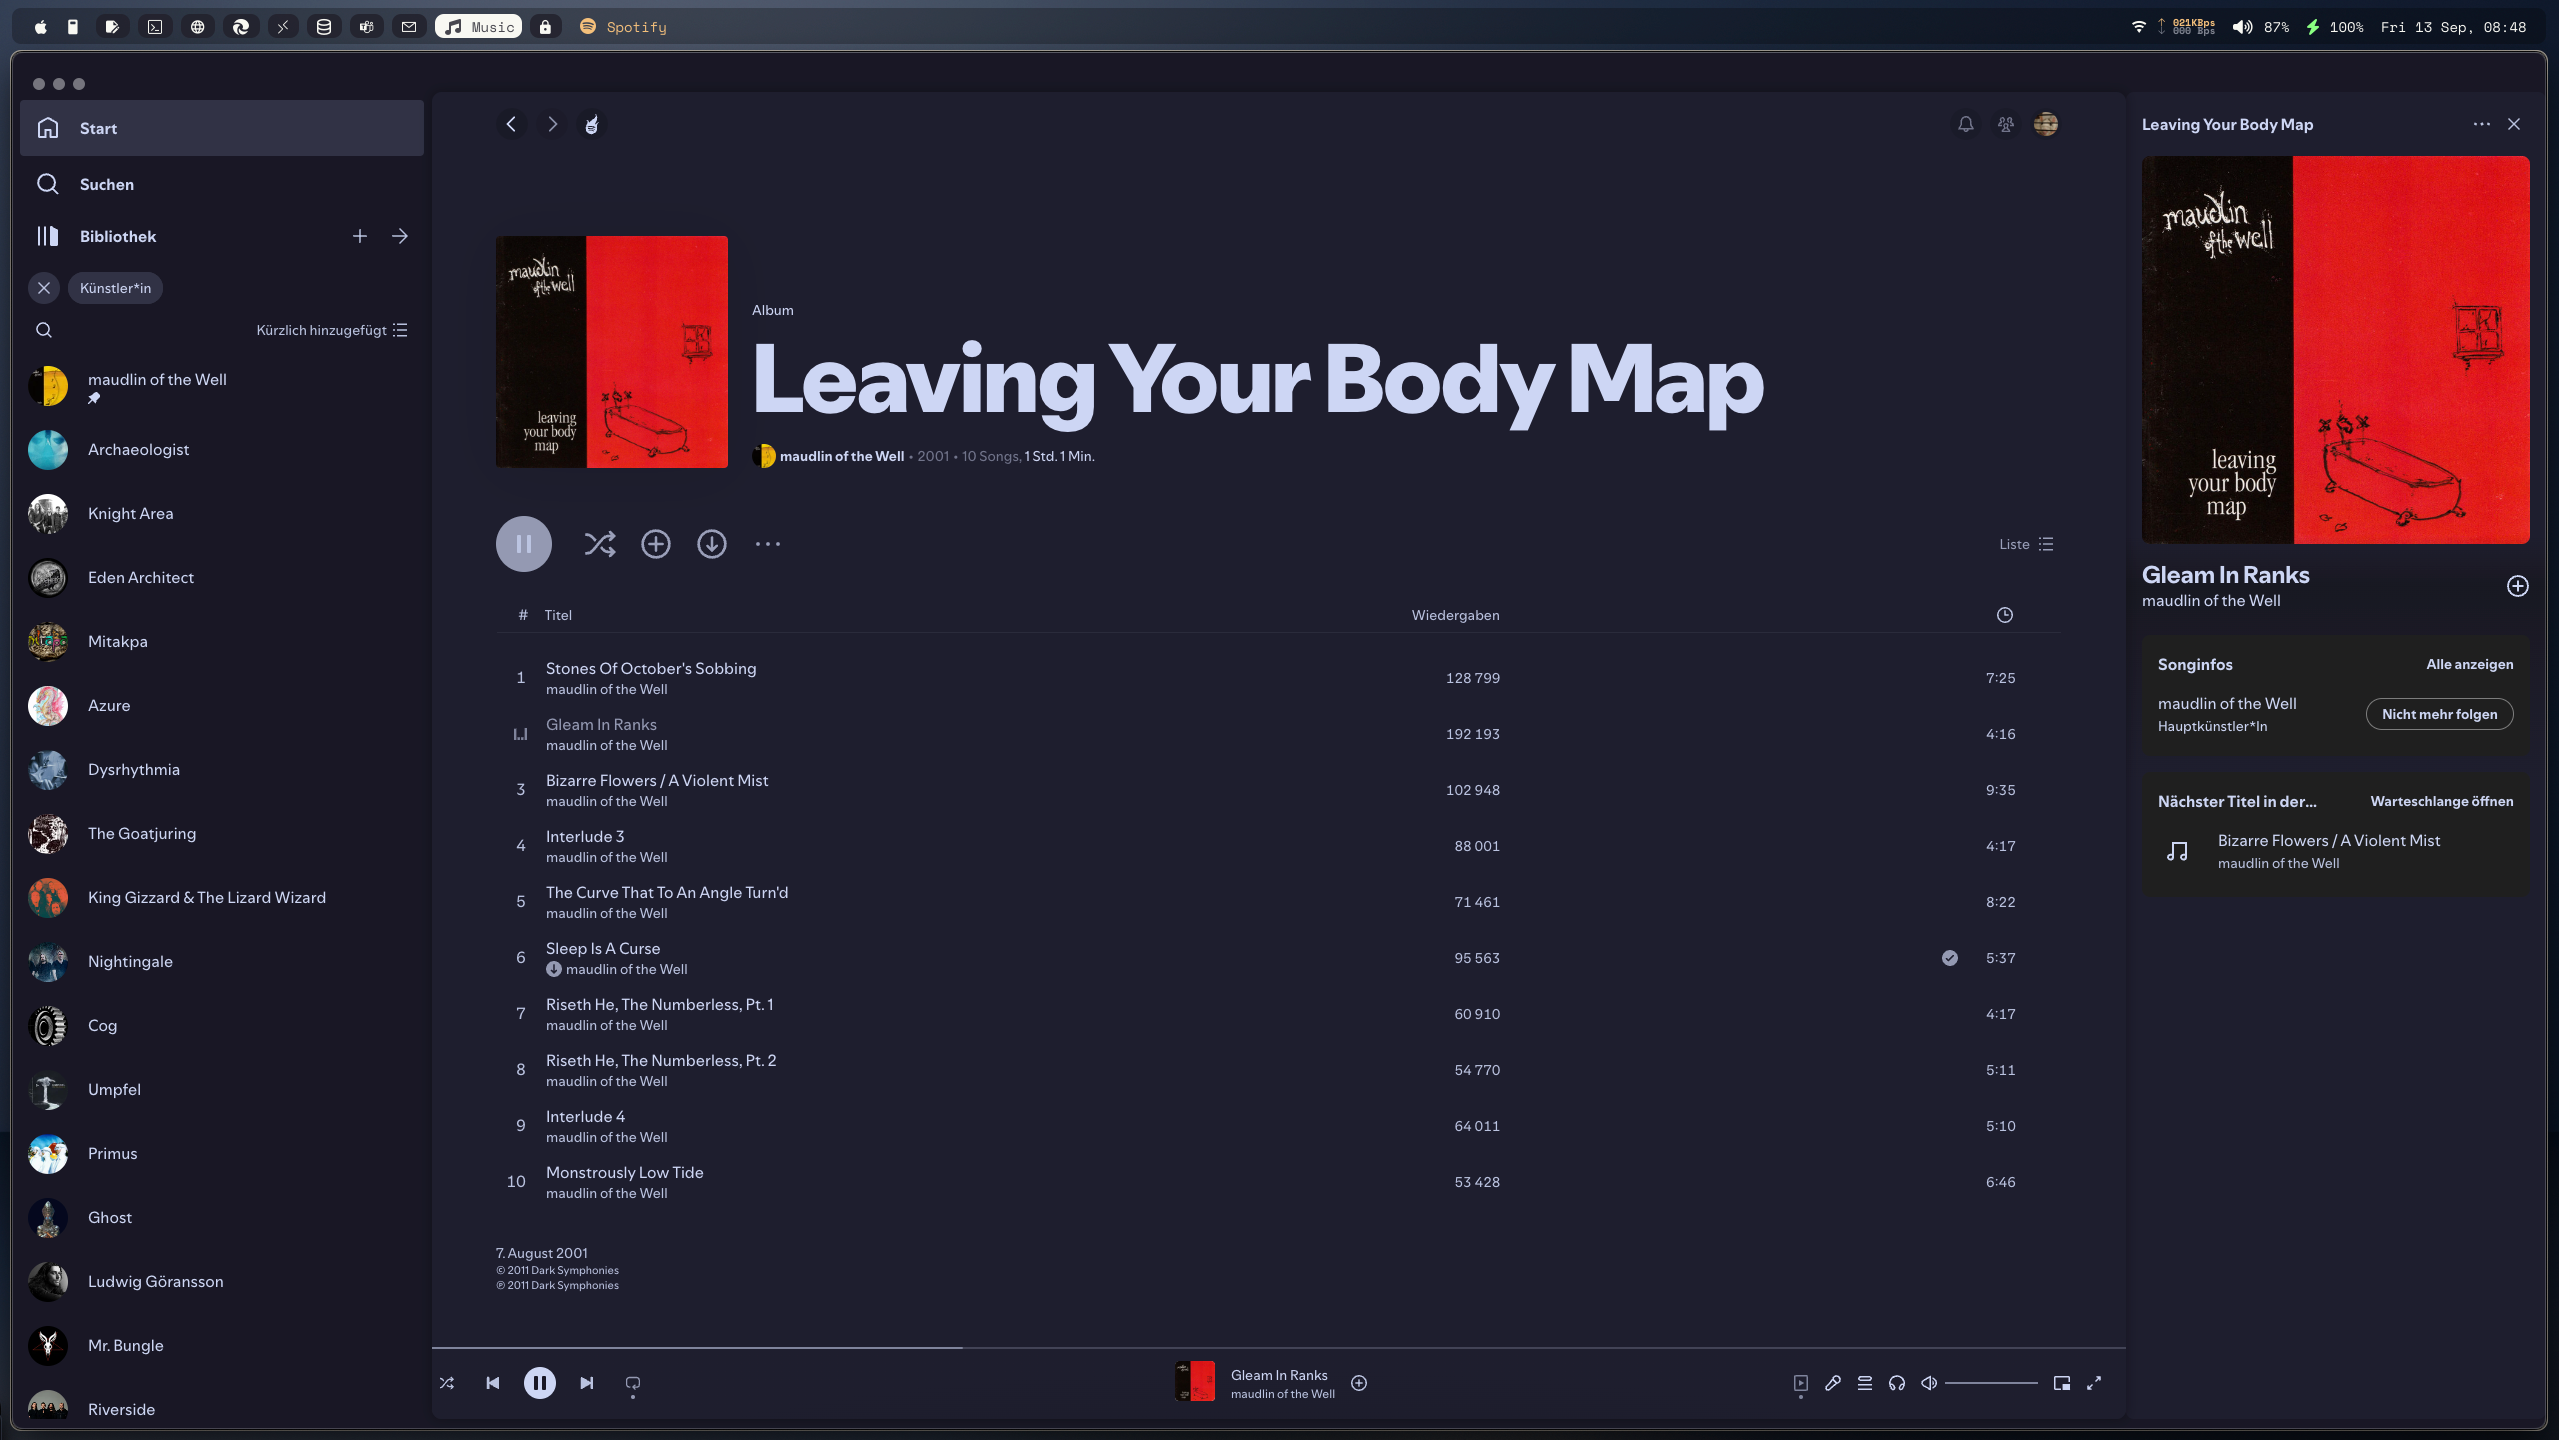 Music
Spotify
021KBps
000 Bps
87%
100%
Fri 13 Sep, 08:48
Start
Suchen
Bibliothek
Künstler*in
Kürzlich hinzugefügt
maudlin of the Well
Archaeologist
Knight Area
Eden Architect
Mitakpa
Azure
Dysrhythmia
The Goatjuring
King Gizzard & The Lizard Wizard
Nightingale
Cog
Umpfel
Primus
Ghost
Ludwig Göransson
Mr. Bungle
Riverside
maudlin
of the well
leaving
your body
map
Album
Leaving Your Body Map
maudlin of the Well • 2001 • 10 Songs, 1 Std. 1 Min.
Liste
# Titel Wiedergaben
1 Stones Of October's Sobbing 128 799 7:25
maudlin of the Well
Gleam In Ranks 192 193 4:16
maudlin of the Well
3 Bizarre Flowers / A Violent Mist 102 948 9:35
maudlin of the Well
4 Interlude 3 88 001 4:17
maudlin of the Well
5 The Curve That To An Angle Turn'd 71 461 8:22
maudlin of the Well
6 Sleep Is A Curse 95 563 5:37
maudlin of the Well
7 Riseth He, The Numberless, Pt. 1 60 910 4:17
maudlin of the Well
8 Riseth He, The Numberless, Pt. 2 54 770 5:11
maudlin of the Well
9 Interlude 4 64 011 5:10
maudlin of the Well
10 Monstrously Low Tide 53 428 6:46
maudlin of the Well
7. August 2001
© 2011 Dark Symphonies
℗ 2011 Dark Symphonies
Gleam In Ranks
maudlin of the Well
Leaving Your Body Map
maudlin
of the well
leaving
your body
map
Gleam In Ranks
maudlin of the Well
Songinfos Alle anzeigen
maudlin of the Well
Hauptkünstler*In
Nicht mehr folgen
Nächster Titel in der... Warteschlange öffnen
Bizarre Flowers / A Violent Mist
maudlin of the Well